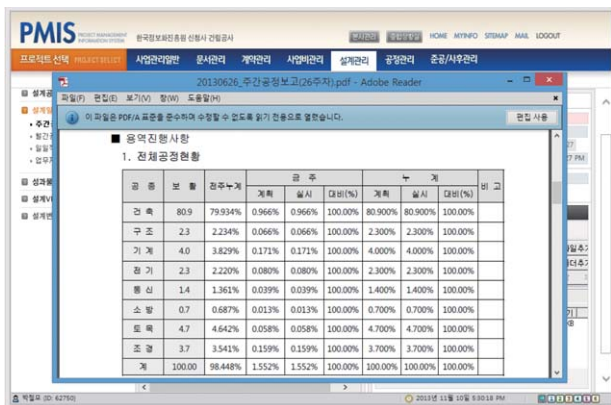 PMIS PROJECT MANAGEMENT INFORMATION SYSTEM 한국정보화진흥원 신청사 건립공사 HOME MYINFO SITEMAP MAIL LOGOUT
프로젝트선택 PROJECT SELECT 사업관리일반 문서관리 계약관리 사업비관리 설계관리 공정관리 준공/사후관리
20130626_주간공정보고(26주차).pdf - Adobe Reader
파일(F) 편집(E) 보기(V) 창(W) 도움말(H)
이 파일은 PDF/A 표준을 준수하며 수정할 수 없도록 읽기 전용으로 열렸습니다. 편집 사용
■ 용역진행사항
1. 전체공정현황
공 종 보 활 전주누계 금 주 누 계 비 고
계획 실시 대비(%) 계획 실시 대비(%)
건 축 80.9 79.934% 0.966% 0.966% 100.00% 80.900% 80.900% 100.00%
구 조 2.3 2.234% 0.066% 0.066% 100.00% 2.300% 2.300% 100.00%
기 계 4.0 3.829% 0.171% 0.171% 100.00% 4.000% 4.000% 100.00%
전 기 2.3 2.220% 0.080% 0.080% 100.00% 2.300% 2.300% 100.00%
통 신 1.4 1.361% 0.039% 0.039% 100.00% 1.400% 1.400% 100.00%
소 방 0.7 0.687% 0.013% 0.013% 100.00% 0.700% 0.700% 100.00%
토 목 4.7 4.642% 0.058% 0.058% 100.00% 4.700% 4.700% 100.00%
조 경 3.7 3.541% 0.159% 0.159% 100.00% 3.700% 3.700% 100.00%
계 100.00 98.448% 1.552% 1.552% 100.00% 100.00% 100.00% 100.00%
2013년 11월 10일 5:30:18 PM